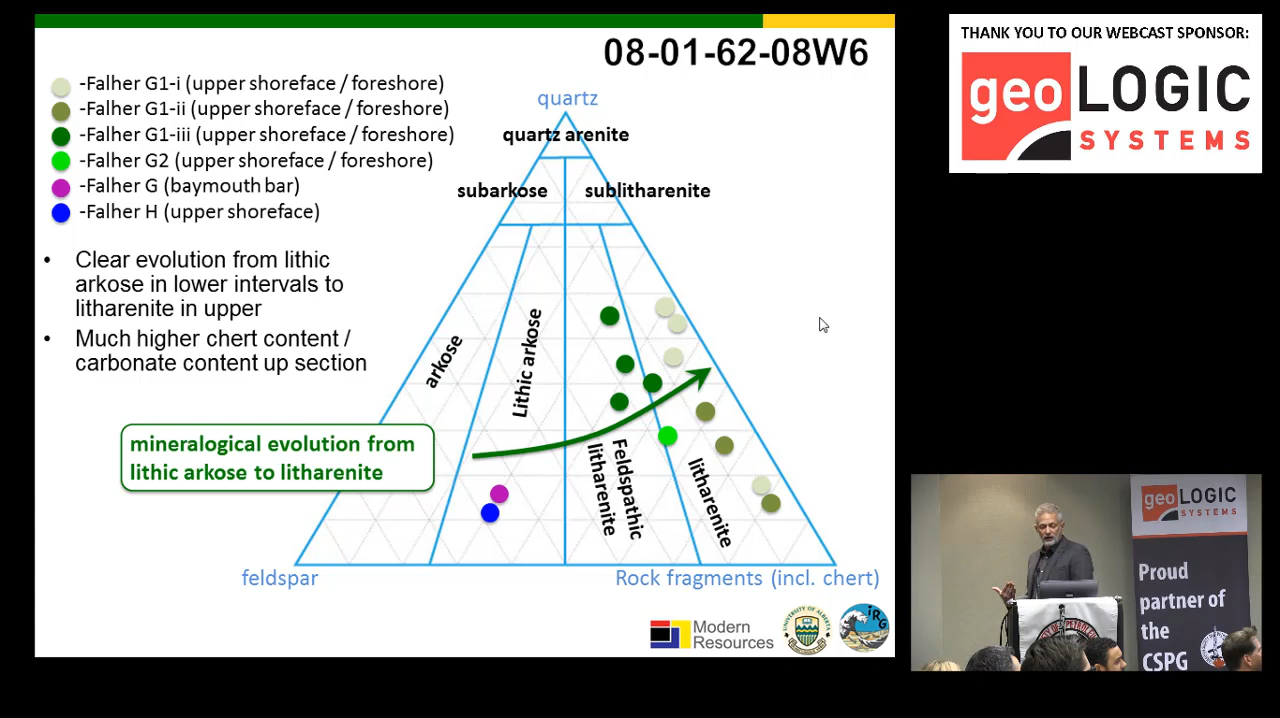 08-01-62-08W6
-Falher G1-i (upper shoreface / foreshore)
-Falher G1-ii (upper shoreface / foreshore)
-Falher G1-iii (upper shoreface / foreshore)
-Falher G2 (upper shoreface / foreshore)
-Falher G (baymouth bar)
-Falher H (upper shoreface)
• Clear evolution from lithic
arkose in lower intervals to
litharenite in upper
• Much higher chert content /
carbonate content up section
mineralogical evolution from
lithic arkose to litharenite
quartz
quartz arenite
subarkose
sublitharenite
arkose
Lithic arkose
Feldspathic
litharenite
litharenite
feldspar
Rock fragments (incl. chert)
Modern
Resources
UNIVERSITY OF ALBERTA
iRG
THANK YOU TO OUR WEBCAST SPONSOR:
geoLOGIC
SYSTEMS
geoLOGIC
SYSTEMS
Proud
partner of
the
CSPG